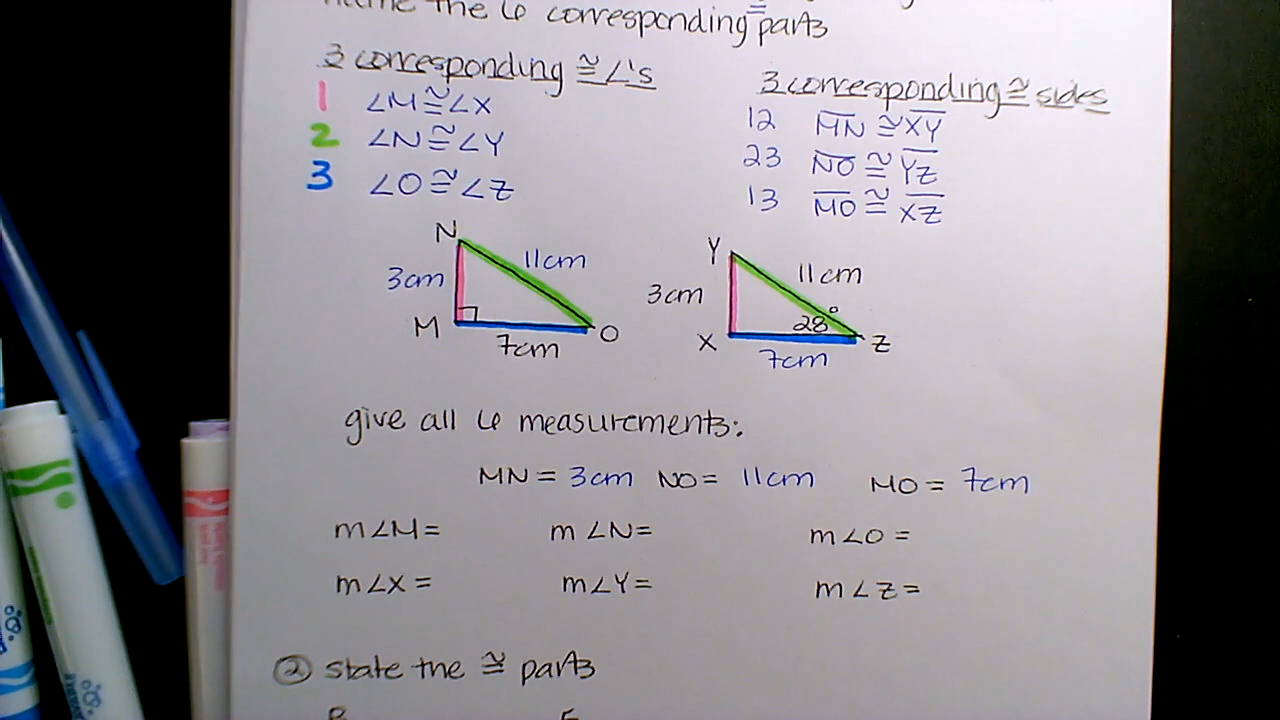 the 6 corresponding ≅ parts
3 corresponding ≅ ∠'s
1 ∠M≅∠X
2 ∠N≅∠Y
3 ∠O≅∠Z
3 corresponding ≅ sides
12 MN ≅ XY
23 NO ≅ YZ
13 MO ≅ XZ
N
3cm
11cm
M
7cm
O
Y
3cm
11cm
28°
X
7cm
Z
give all 6 measurements:
MN = 3cm NO = 11cm MO = 7cm
m∠M= m∠N= m∠O =
m∠X = m∠Y= m∠Z=
② state the ≅ parts